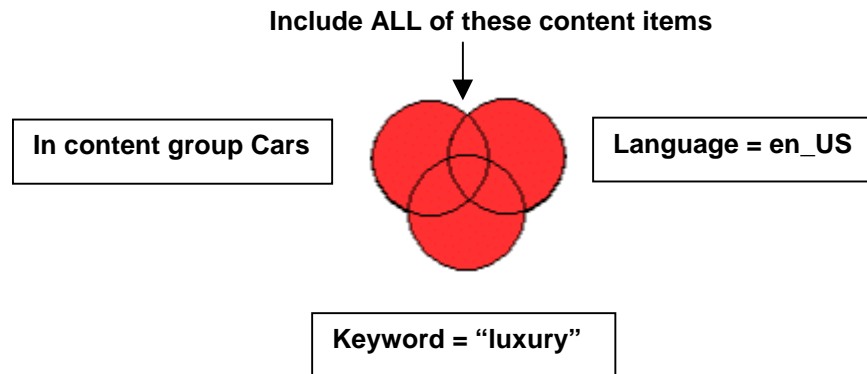 Include ALL of these content items
In content group Cars
Language = en_US
Keyword = “luxury”